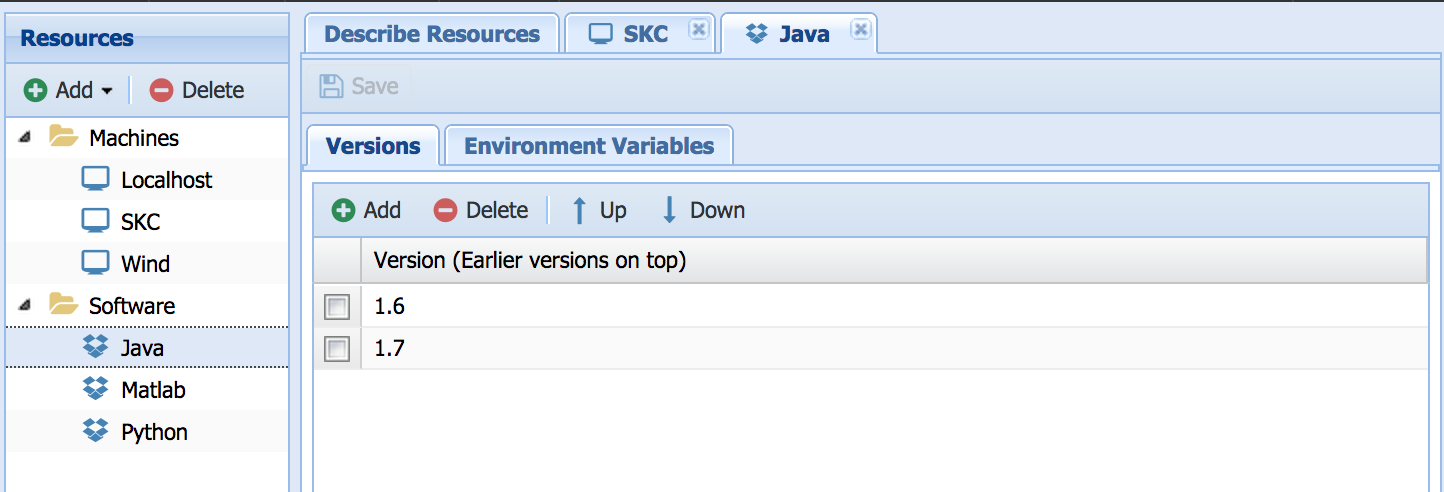 Resources
Add Delete
Machines
Localhost
SKC
Wind
Software
Java
Matlab
Python
Describe Resources SKC Java
Save
Versions Environment Variables
Add Delete Up Down
Version (Earlier versions on top)
1.6
1.7